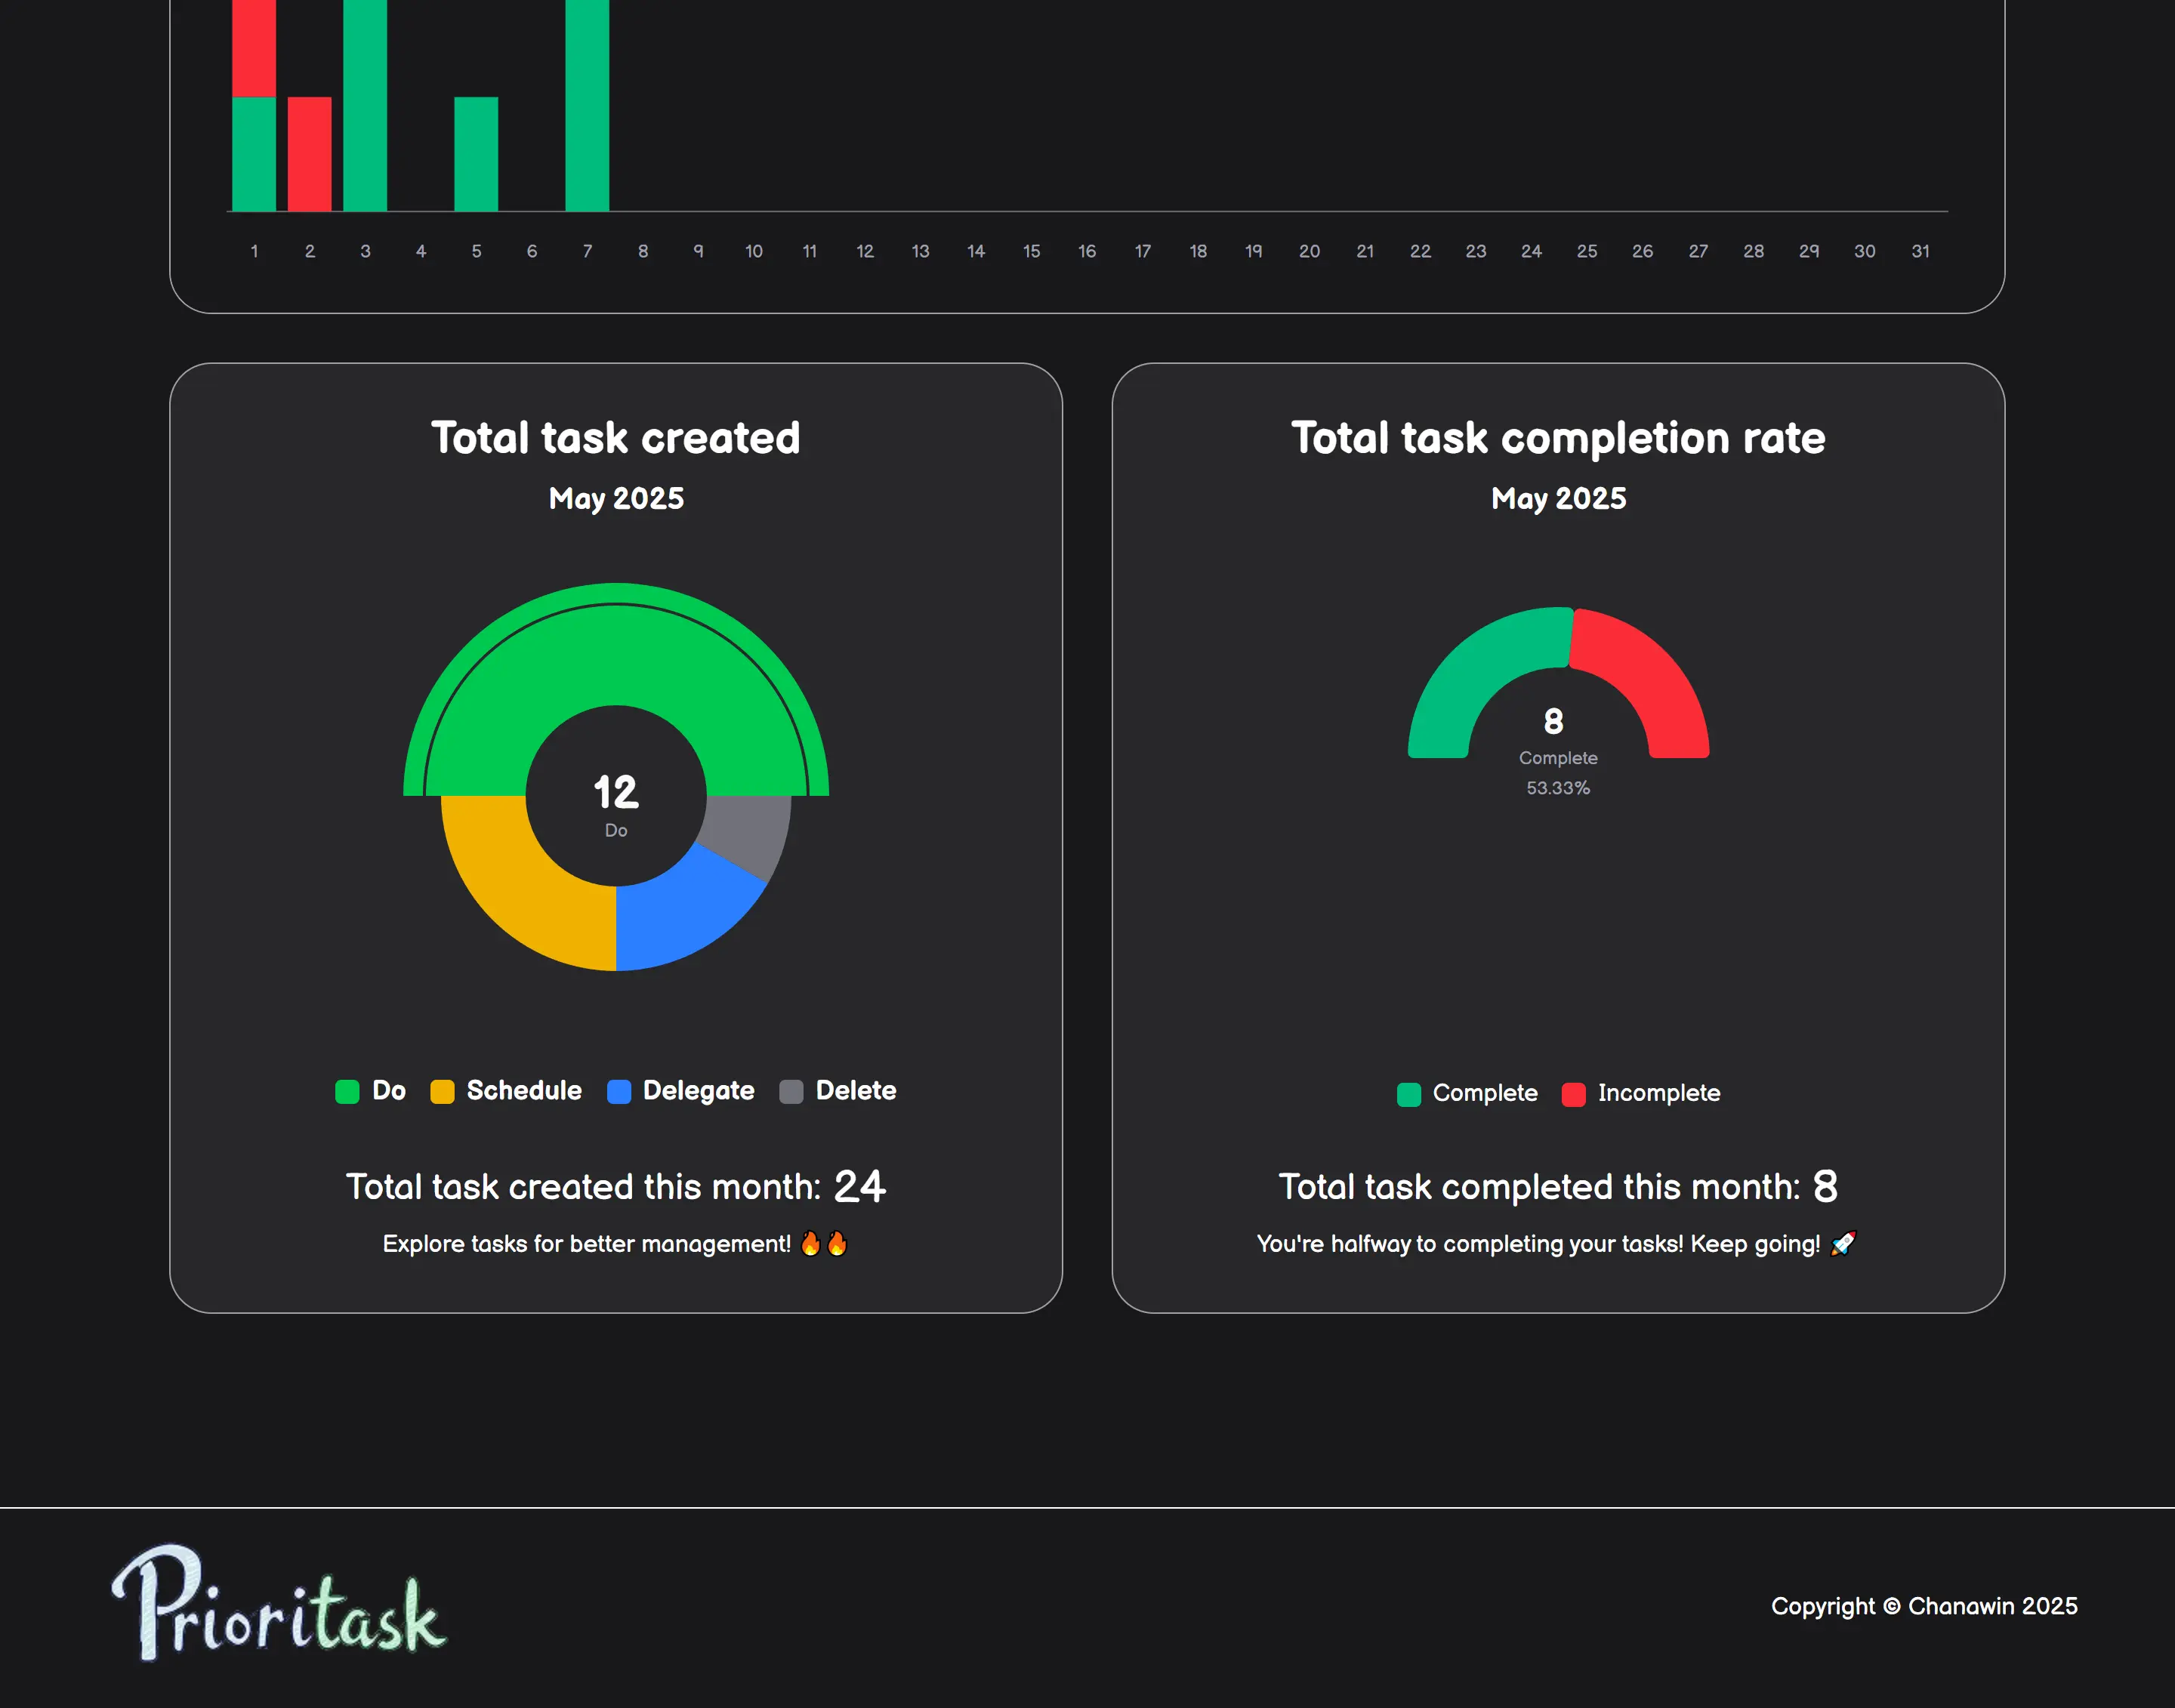 1 2 3 4 5 6 7 8 9 10 11 12 13 14 15 16 17 18 19 20 21 22 23 24 25 26 27 28 29 30 31
Total task created
May 2025
12
Do
Do Schedule Delegate Delete
Total task created this month: 24
Explore tasks for better management! 🔥🔥
Total task completion rate
May 2025
8
Complete
53.33%
Complete Incomplete
Total task completed this month: 8
You're halfway to completing your tasks! Keep going! 🚀
Prioritask
Copyright © Chanawin 2025